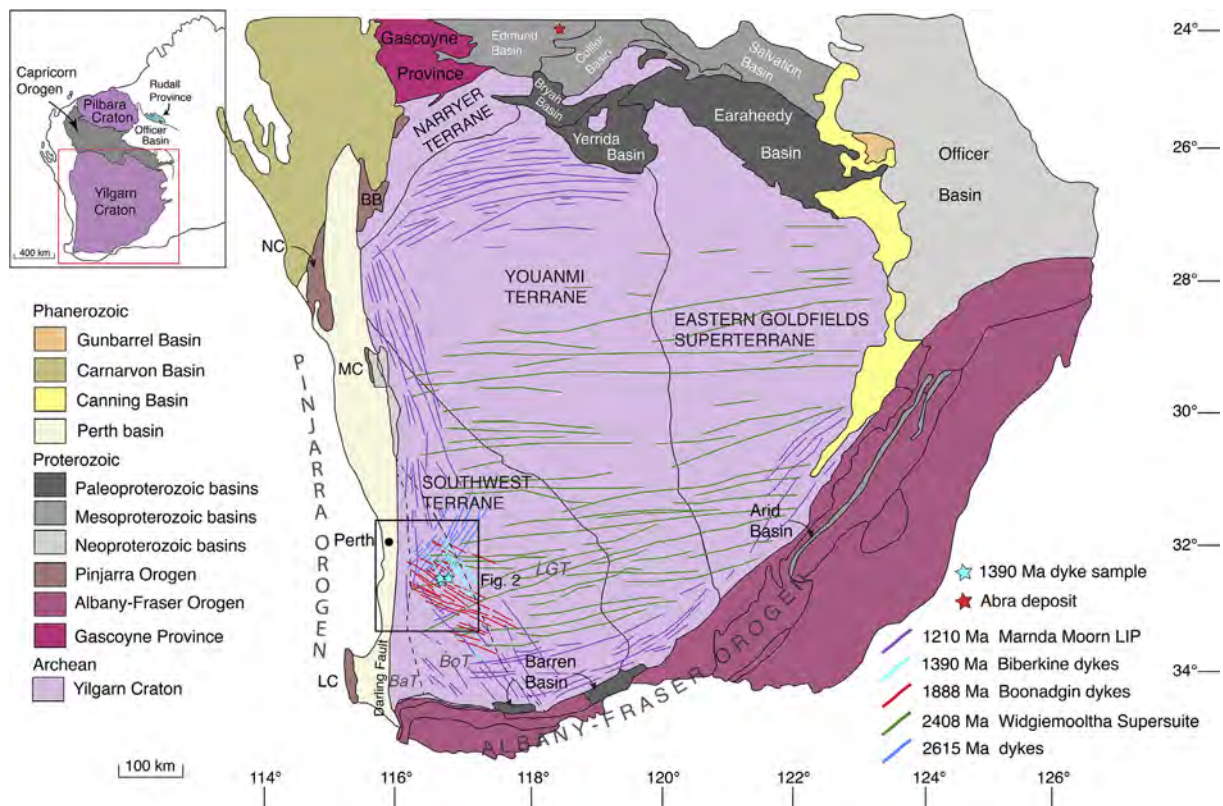 Capricorn
Orogen
Pilbara
Craton
Rudall
Province
Officer
Basin
Yilgarn
Craton
400 km
Phanerozoic
Gunbarrel Basin
Carnarvon Basin
Canning Basin
Perth basin
Proterozoic
Paleoproterozoic basins
Mesoproterozoic basins
Neoproterozoic basins
Pinjarra Orogen
Albany-Fraser Orogen
Gascoyne Province
Archean
Yilgarn Craton
100 km
Gascoyne
Province
Edmund
Basin
Collier
Basin
Salvation
Basin
Bryah
Basin
Yerrida
Basin
Earaheedy
Basin
Officer
Basin
NARRYER
TERRANE
BB
NC
MC
LC
YOUANMI
TERRANE
EASTERN GOLDFIELDS
SUPERTERRANE
SOUTHWEST
TERRANE
PINJARRA OROGEN
Perth
Fig. 2
LGT
BoT
BaT
Darling Fault
Barren
Basin
Arid
Basin
ALBANY-FRASER OROGEN
1390 Ma dyke sample
Abra deposit
1210 Ma Marnda Moorn LIP
1390 Ma Biberkine dykes
1888 Ma Boonadgin dykes
2408 Ma Widgiemooltha Supersuite
2615 Ma dykes
24°
26°
28°
30°
32°
34°
114°
116°
118°
120°
122°
124°
126°